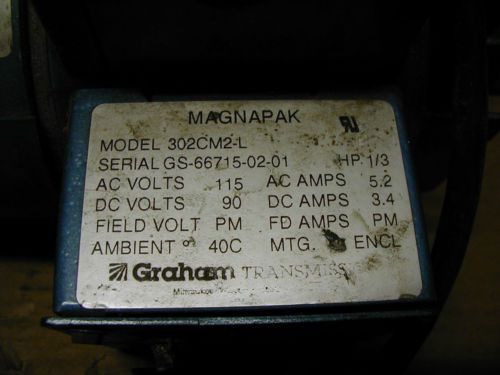 MAGNAPAK
MODEL 302CM2-L
SERIAL GS-66715-02-01 HP 1/3
AC VOLTS 115 AC AMPS 5.2
DC VOLTS 90 DC AMPS 3.4
FIELD VOLT PM FD AMPS PM
AMBIENT ° 40C MTG. ENCL
Graham TRANSMISS